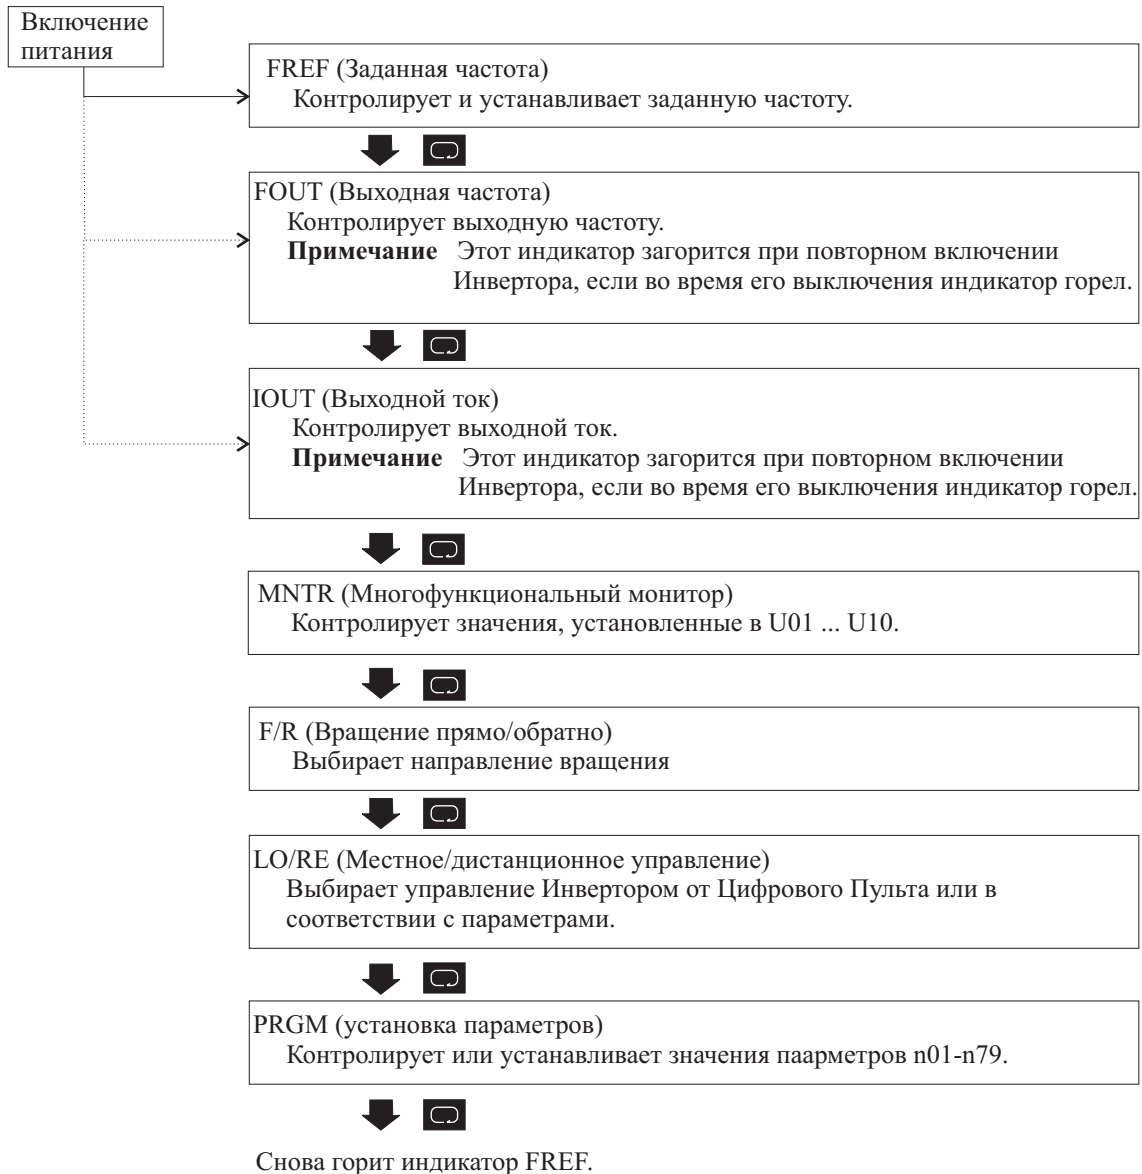 Включение
питания
FREF (Заданная частота)
Контролирует и устанавливает заданную частоту.
FOUT (Выходная частота)
Контролирует выходную частоту.
Примечание Этот индикатор загорится при повторном включении
Инвертора, если во время его выключения индикатор горел.
IOUT (Выходной ток)
Контролирует выходной ток.
Примечание Этот индикатор загорится при повторном включении
Инвертора, если во время его выключения индикатор горел.
MNTR (Многофункциональный монитор)
Контролирует значения, установленные в U01 ... U10.
F/R (Вращение прямо/обратно)
Выбирает направление вращения
LO/RE (Местное/дистанционное управление)
Выбирает управление Инвертором от Цифрового Пульта или в
соответствии с параметрами.
PRGM (установка параметров)
Контролирует или устанавливает значения паарметров n01-n79.
Снова горит индикатор FREF.